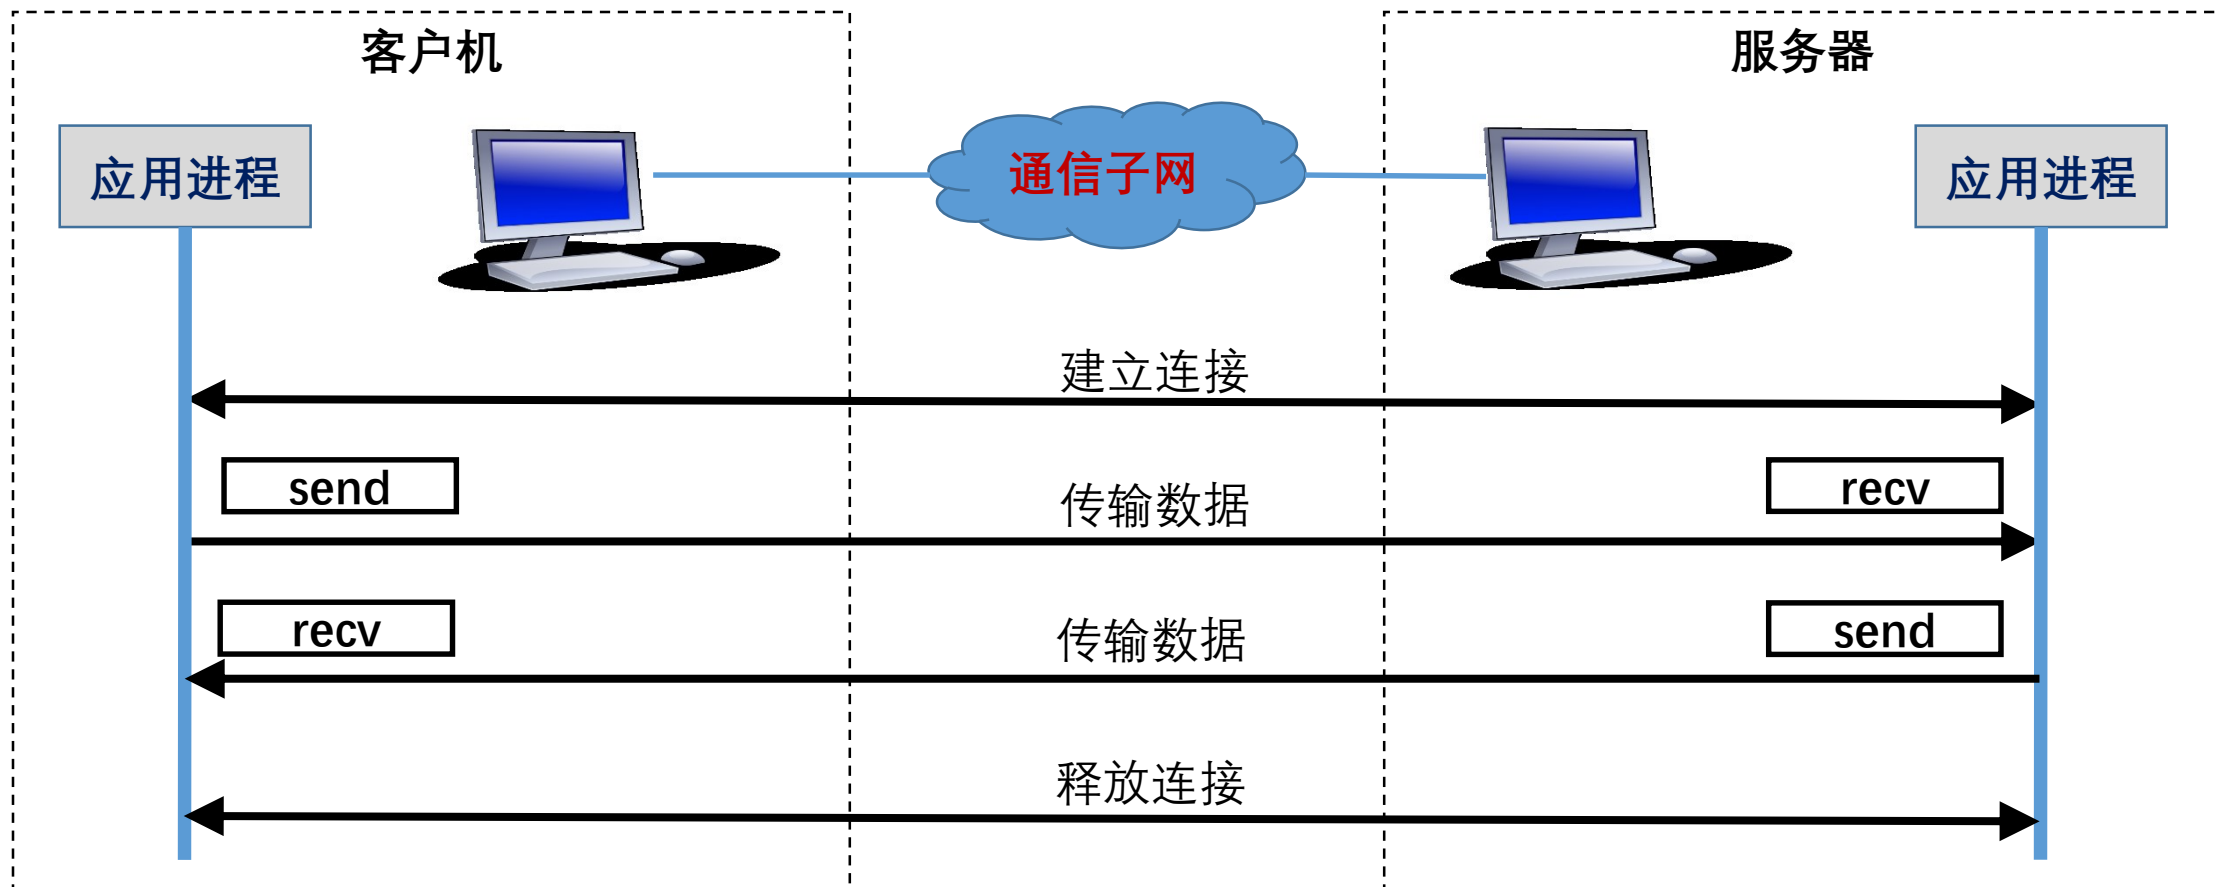 客户机
服务器
应用进程
通信子网
应用进程
建立连接
send
传输数据
recv
recv
传输数据
send
释放连接